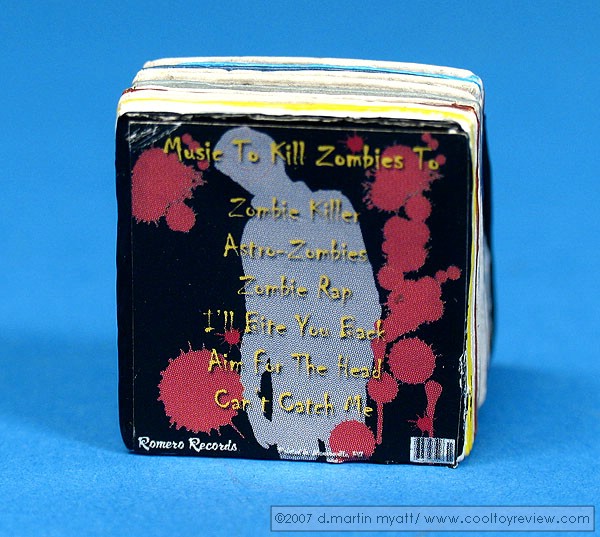 Music To Kill Zombies To
Zombie Killer
Astro-Zombies
Zombie Rap
I'll Bite You Back
Aim For The Head
Can't Catch Me
Romero Records
©2007 d.martin myatt/ www.cooltoyreview.com